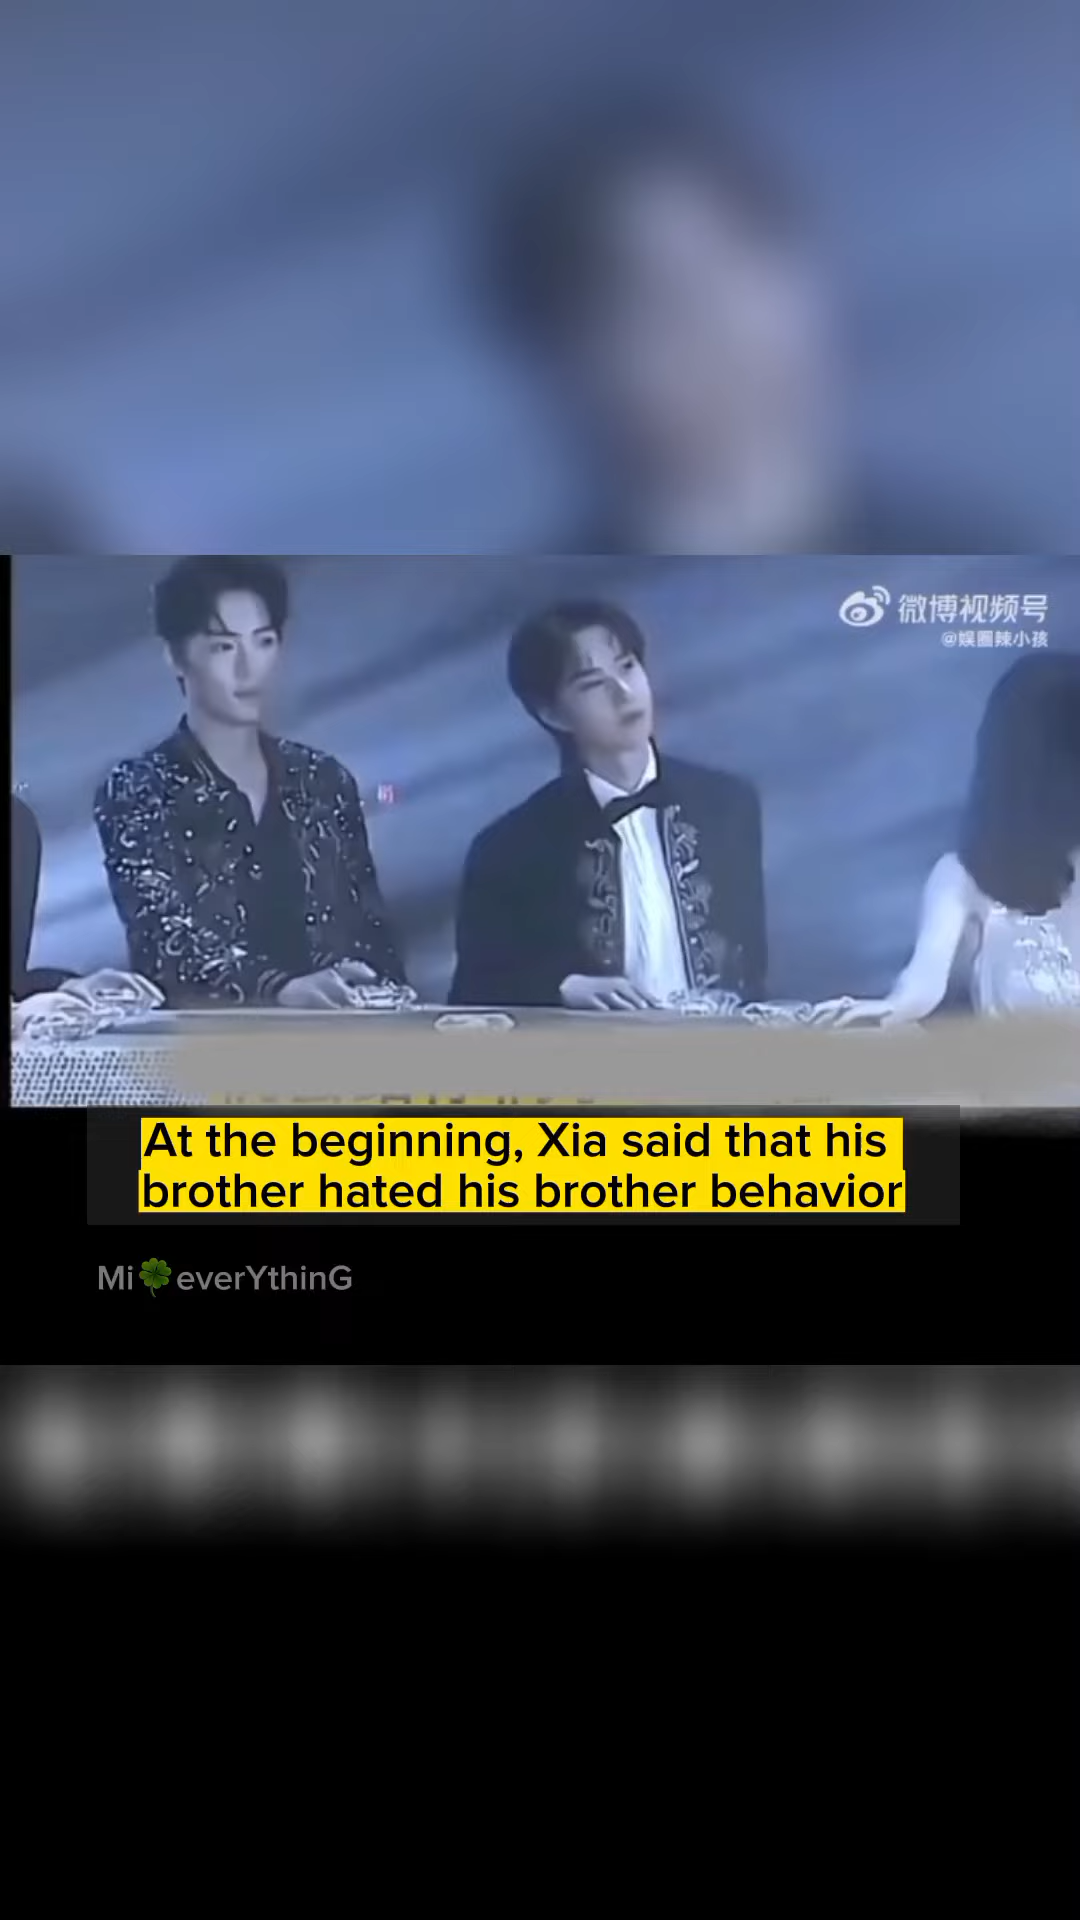 微博视频号
@娱圈辣小孩
At the beginning, Xia said that his
brother hated his brother behavior
Mi🍀everYthinG